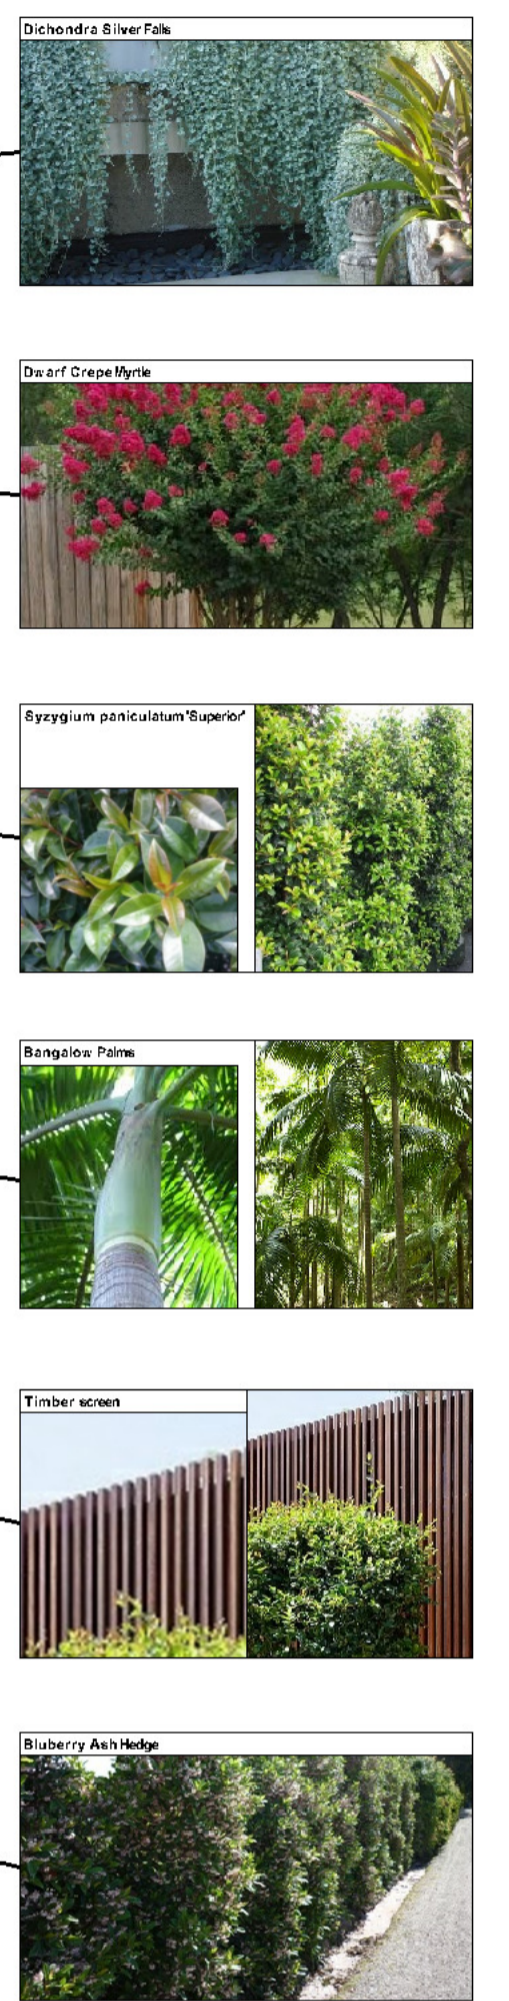 Dichondra Silver Falls
Dwarf Crepe Myrtle
Syzygium paniculatum 'Superior'
Bangalow Palms
Timber screen
Bluberry Ash Hedge